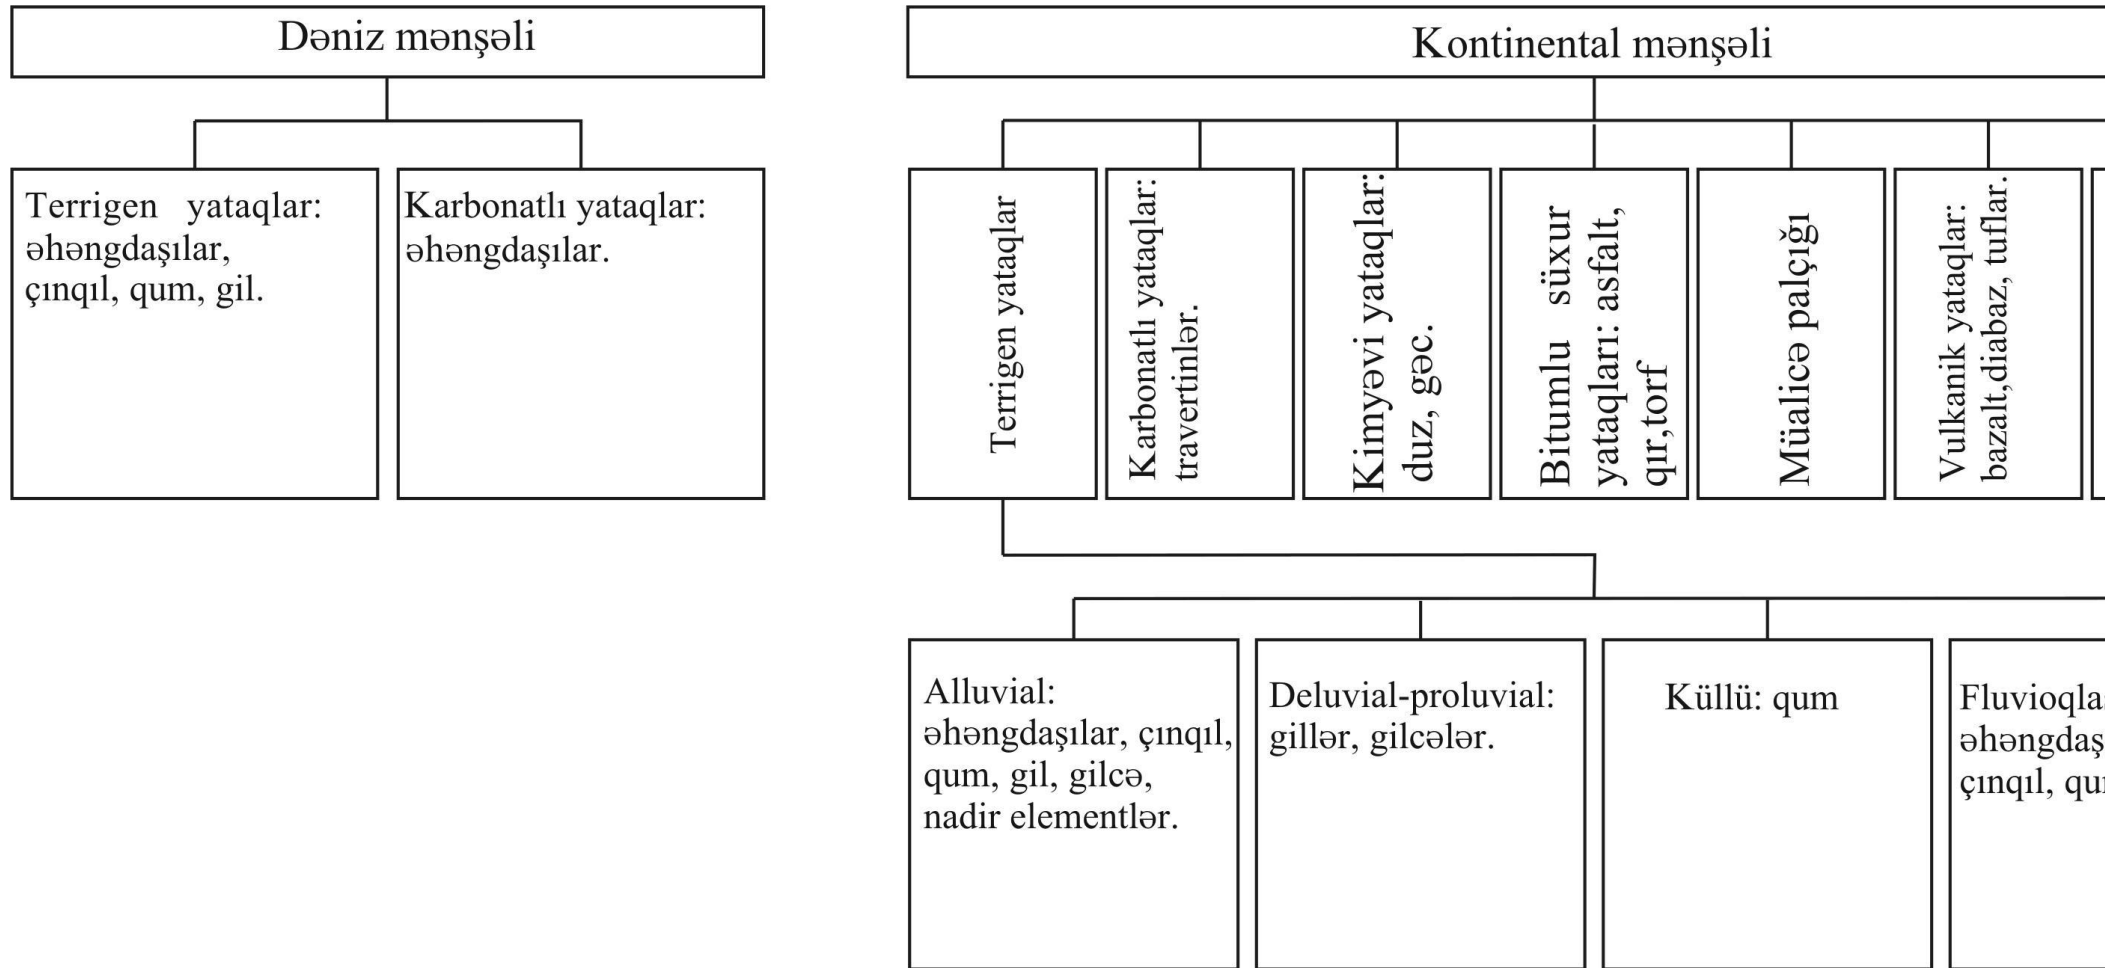 Dəniz mənşəli
Kontinental mənşəli
Terrigen yataqlar:
əhəngdaşılar,
çınqıl, qum, gil.
Karbonatlı yataqlar:
əhəngdaşılar.
Terrigen yataqlar
Karbonatlı yataqlar:
travertinlər.
Kimyəvi yataqlar:
duz, gəc.
Bitumlu süxur
yataqları: asfalt,
qır,torf
Müalicə palçığı
Vulkanik yataqlar:
bazalt,diabaz, tuflar.
Alluvial:
əhəngdaşılar, çınqıl,
qum, gil, gilcə,
nadir elementlər.
Deluvial-proluvial:
gillər, gilcələr.
Küllü: qum
çınqıl,